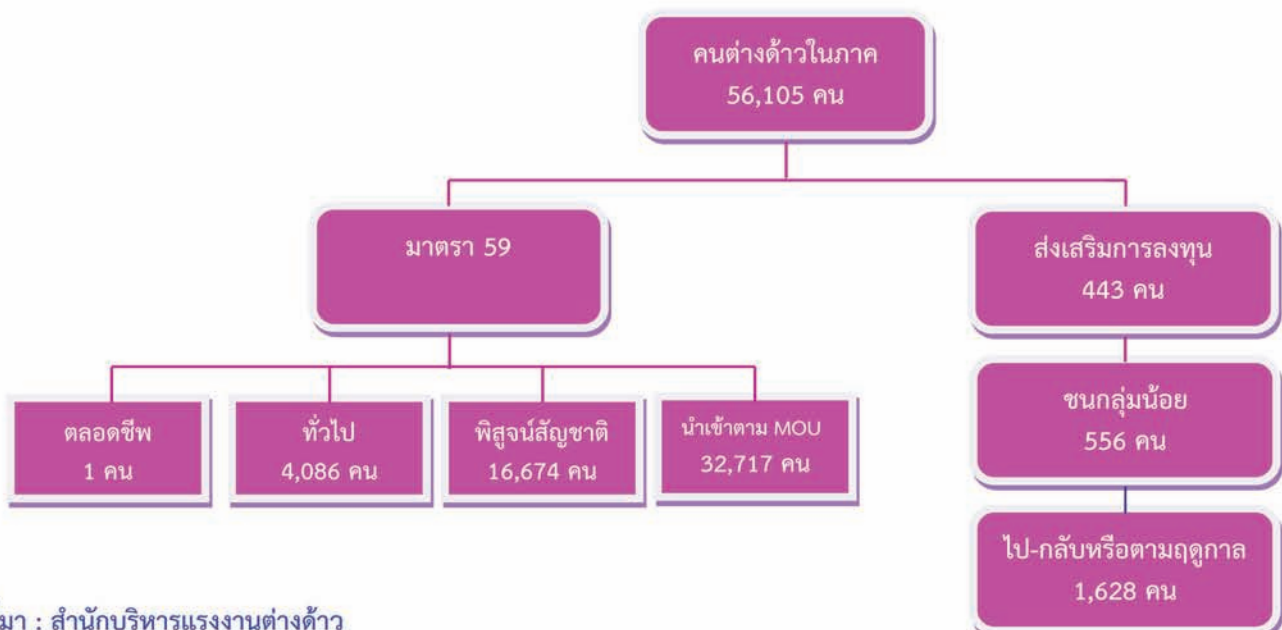 คนต่างด้าวในภาค
56,105 คน
มาตรา 59
ส่งเสริมการลงทุน
443 คน
ตลอดชีพ
1 คน
ทั่วไป
4,086 คน
พิสูจน์สัญชาติ
16,674 คน
นำเข้าตาม MOU
32,717 คน
ชนกลุ่มน้อย
556 คน
ไป-กลับหรือตามฤดูกาล
1,628 คน
มา : สำนักบริหารแรงงานต่างด้าว